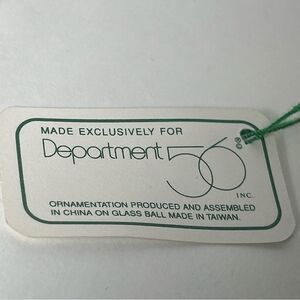 MADE EXCLUSIVELY FOR
Department 56®
INC.
ORNAMENTATION PRODUCED AND ASSEMBLED
IN CHINA ON GLASS BALL MADE IN TAIWAN.